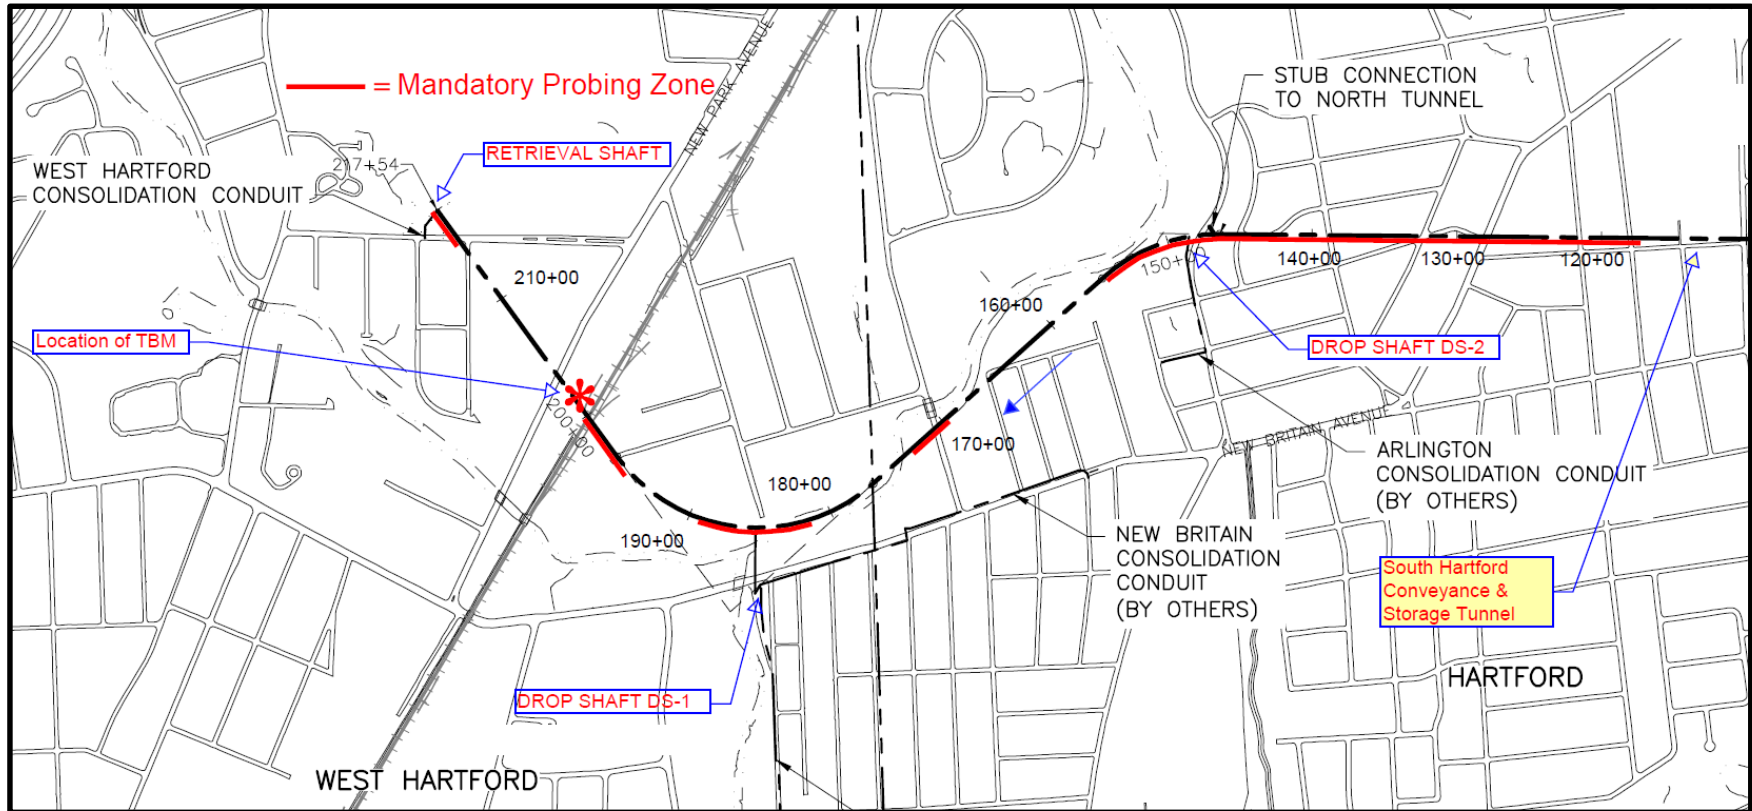 = Mandatory Probing Zone
NEW PARK AVENUE
STUB CONNECTION
TO NORTH TUNNEL
RETRIEVAL SHAFT
217+54
WEST HARTFORD
CONSOLIDATION CONDUIT
210+00
150+00
140+00
130+00
120+00
160+00
Location of TBM
DROP SHAFT DS-2
200+00
NEW BRITAIN AVENUE
170+00
ARLINGTON
CONSOLIDATION CONDUIT
(BY OTHERS)
180+00
190+00
NEW BRITAIN
CONSOLIDATION
CONDUIT
(BY OTHERS)
South Hartford
Conveyance &
Storage Tunnel
HARTFORD
DROP SHAFT DS-1
WEST HARTFORD